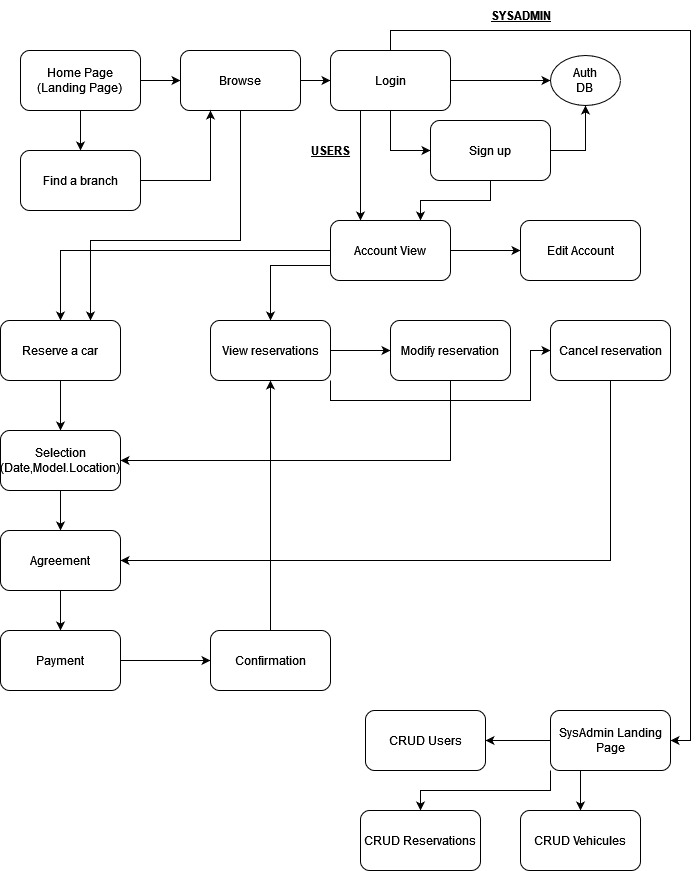 SYSADMIN
Home Page
(Landing Page)
Browse
Login
Auth
DB
Find a branch
USERS
Sign up
Account View
Edit Account
Reserve a car
View reservations
Modify reservation
Cancel reservation
Selection
(Date,Model.Location)
Agreement
Payment
Confirmation
CRUD Users
SysAdmin Landing
Page
CRUD Reservations
CRUD Vehicules